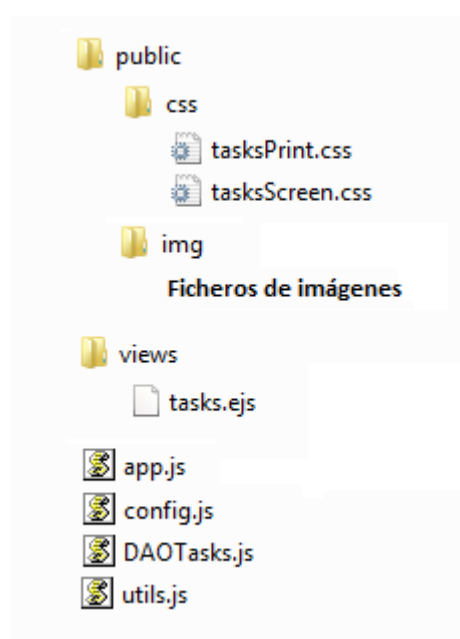 public
css
tasksPrint.css
tasksScreen.css
img
Ficheros de imágenes
views
tasks.ejs
app.js
config.js
DAOTasks.js
utils.js